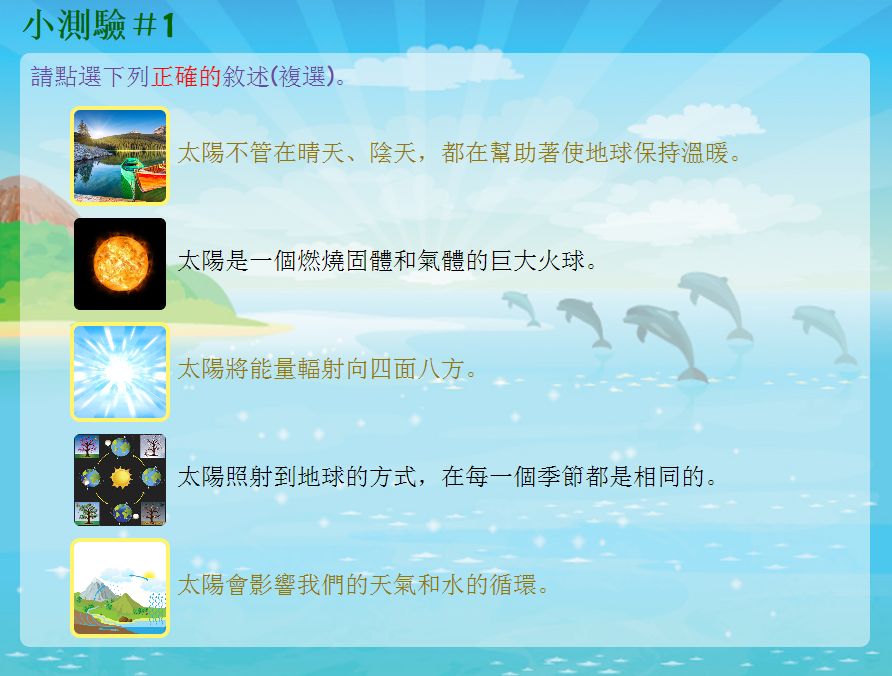 小測驗#1
請點選下列正確的敘述(複選)。
太陽不管在晴天、陰天，都在幫助著使地球保持溫暖。
太陽是一個燃燒固體和氣體的巨大火球。
太陽將能量輻射向四面八方。
太陽照射到地球的方式，在每一個季節都是相同的。
太陽會影響我們的天氣和水的循環。